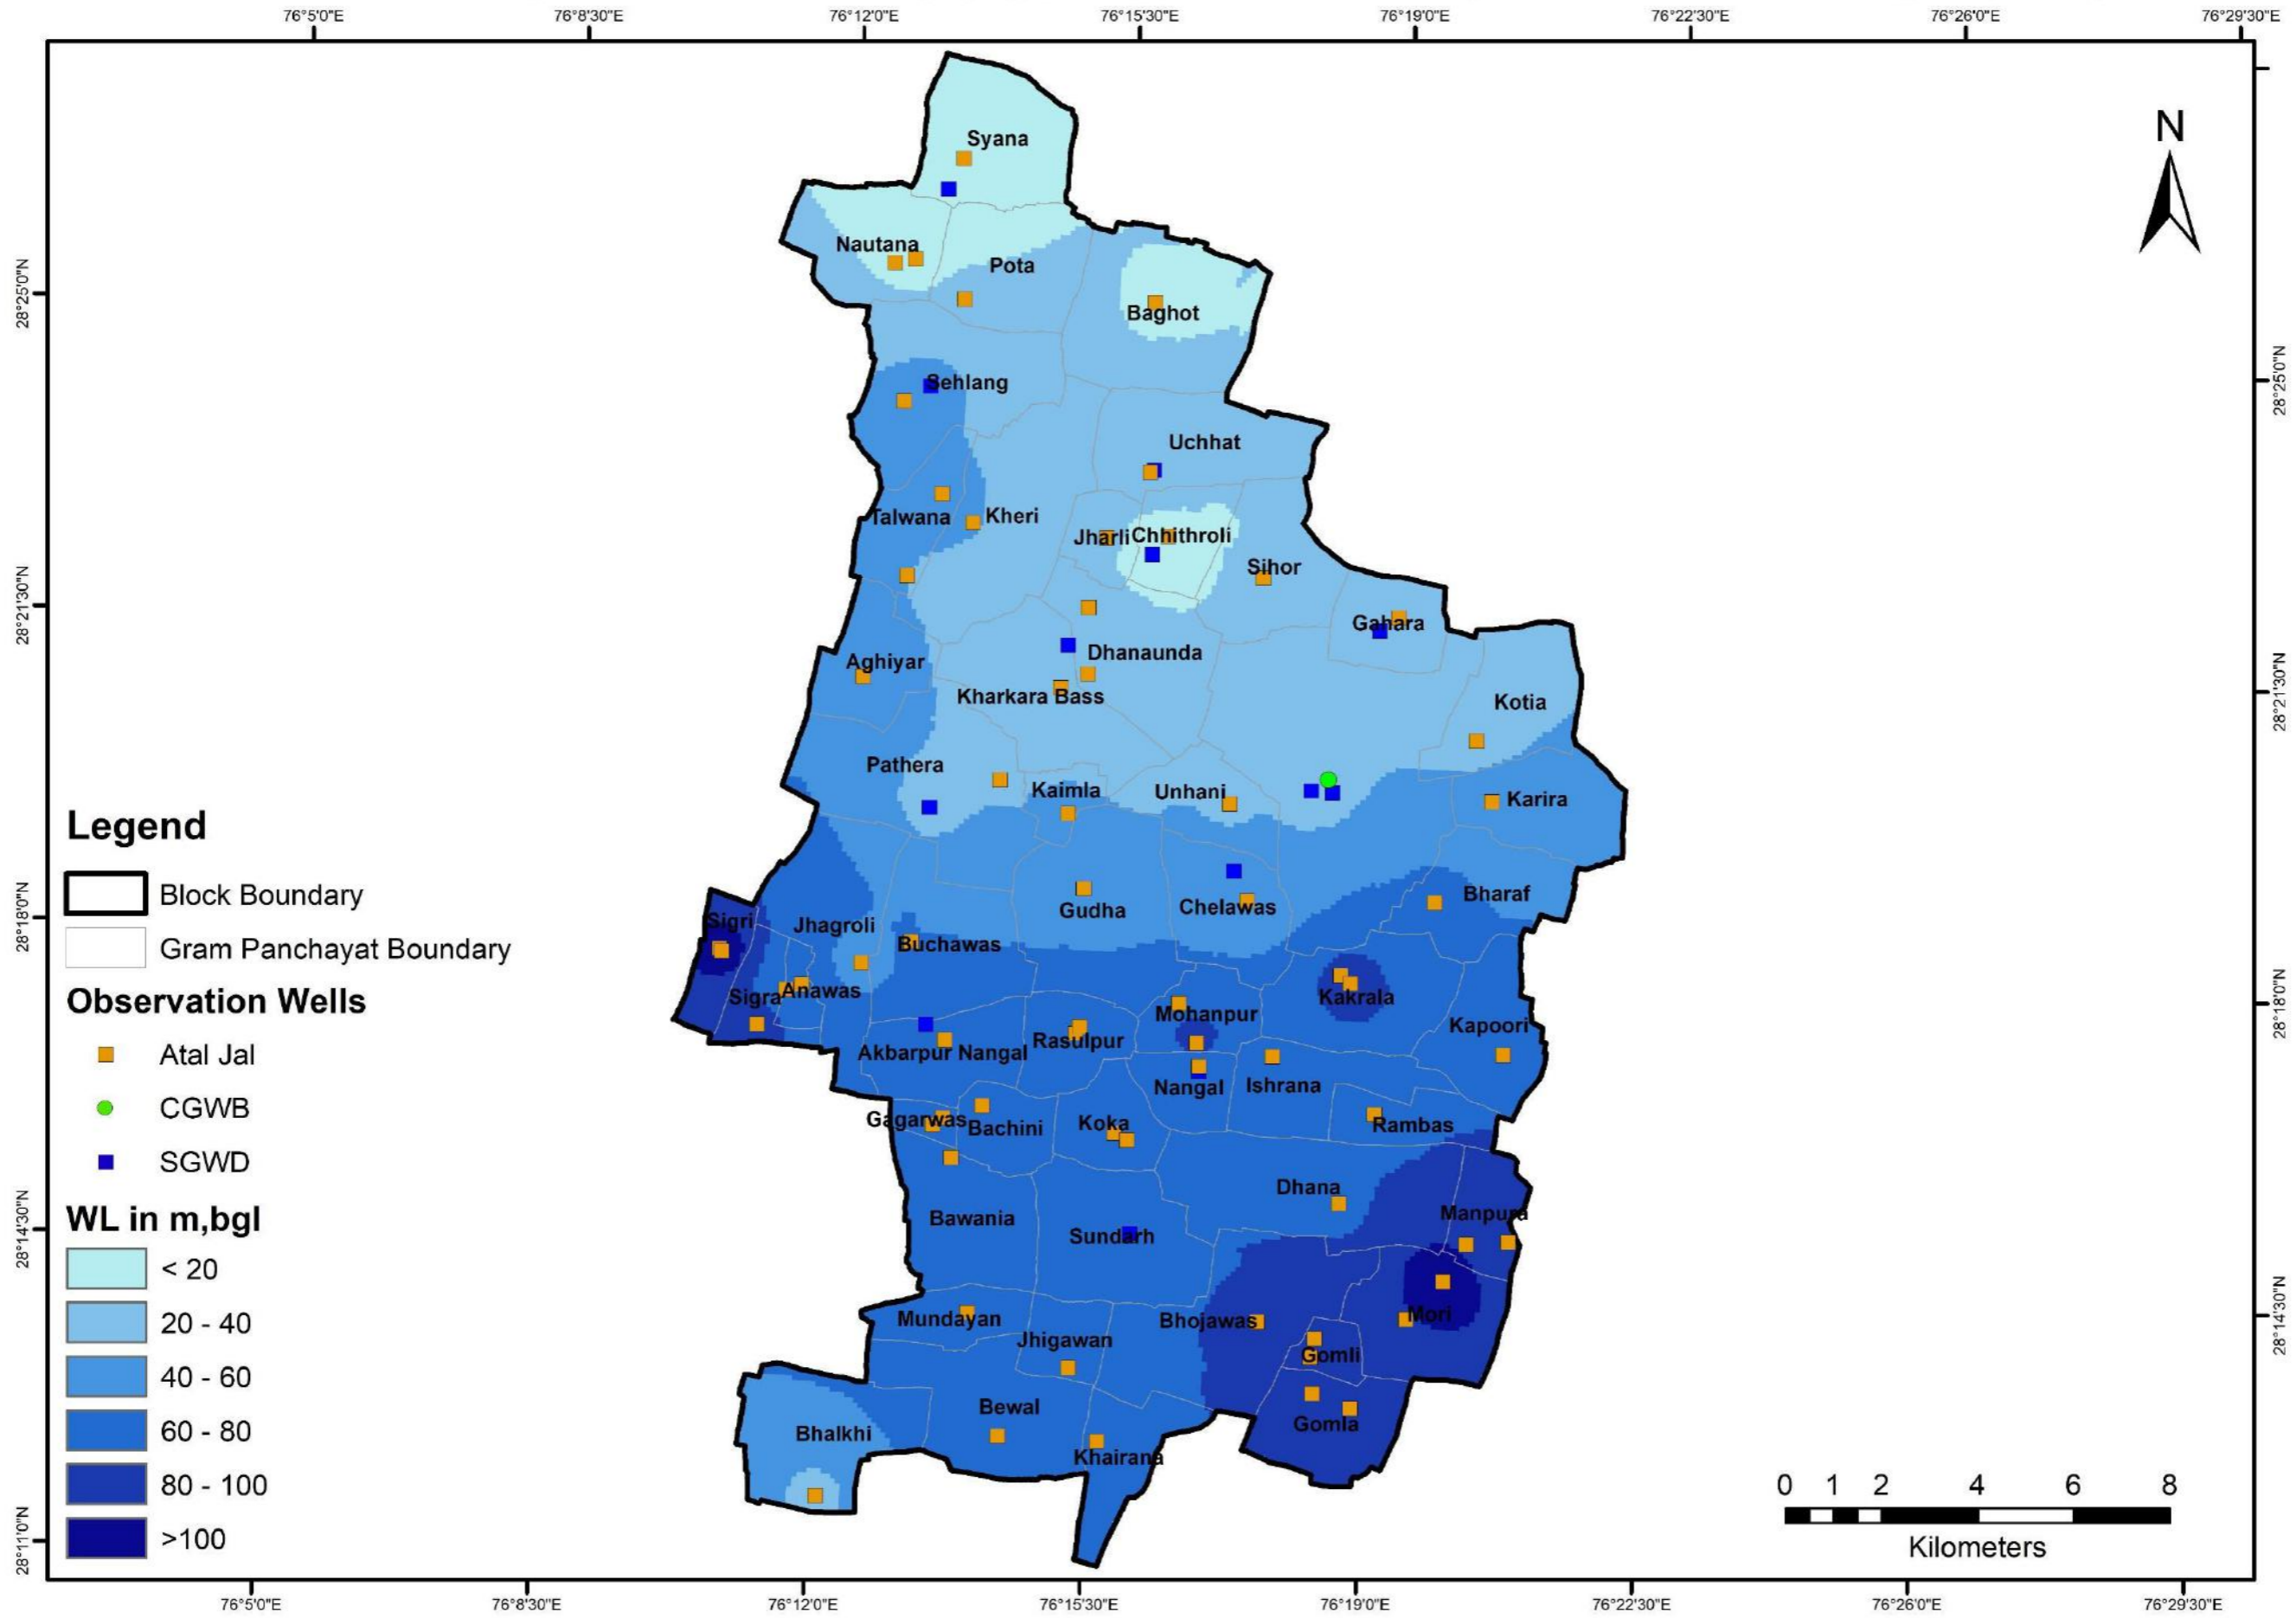 76°5'0"E 76°8'30"E 76°12'0"E 76°15'30"E 76°19'0"E 76°22'30"E 76°26'0"E 76°29'30"E
N
Syana
Nautana
Pota
28°25'0"N
Baghot
Sehlang
28°25'0"N
Uchhat
Talwana
Kheri
Jharli
Chhithroli
Sihor
28°21'30"N
Gahara
Dhanaunda
Aghiyar
Kharkara Bass
28°21'30"N
Kotia
Pathera
Kaimla
Unhani
Karira
Legend
Block Boundary
Gram Panchayat Boundary
Observation Wells
Atal Jal
CGWB
SGWD
WL in m,bgl
< 20
20 - 40
40 - 60
60 - 80
80 - 100
>100
28°18'0"N
Bharaf
Gudha
Chelawas
Sigri
Jhagroli
Buchawas
Sigra
Anawas
Kakrala
28°18'0"N
Mohanpur
Kapoori
Akbarpur Nangal
Rasulpur
Nangal
Ishrana
Gagarwas
Bachini
Koka
Rambas
Dhana
28°14'30"N
Bawania
Sundarh
Manpura
28°14'30"N
Mundayan
Jhigawan
Bhojawas
Mori
Gomli
Bewal
Gomla
Bhalkhi
Khairana
28°11'0"N
0 1 2 4 6 8
Kilometers
76°5'0"E 76°8'30"E 76°12'0"E 76°15'30"E 76°19'0"E 76°22'30"E 76°26'0"E 76°29'30"E